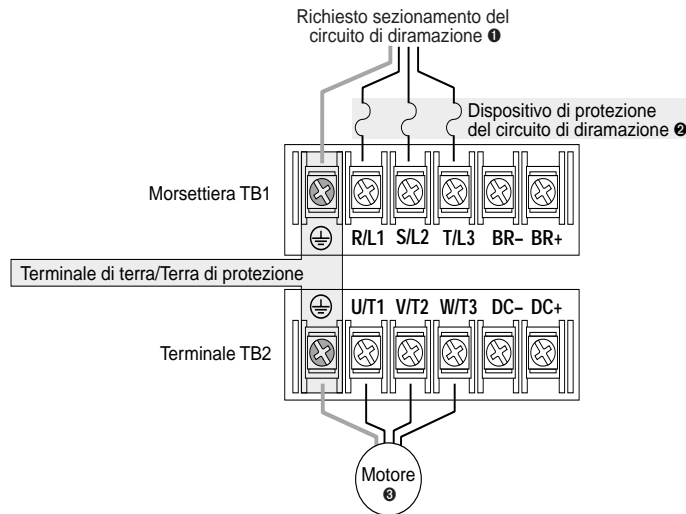 Richiesto sezionamento del
circuito di diramazione ❶
Dispositivo di protezione
del circuito di diramazione ❷
Morsettiera TB1
R/L1 S/L2 T/L3 BR– BR+
Terminale di terra/Terra di protezione
U/T1 V/T2 W/T3 DC– DC+
Terminale TB2
Motore
❸